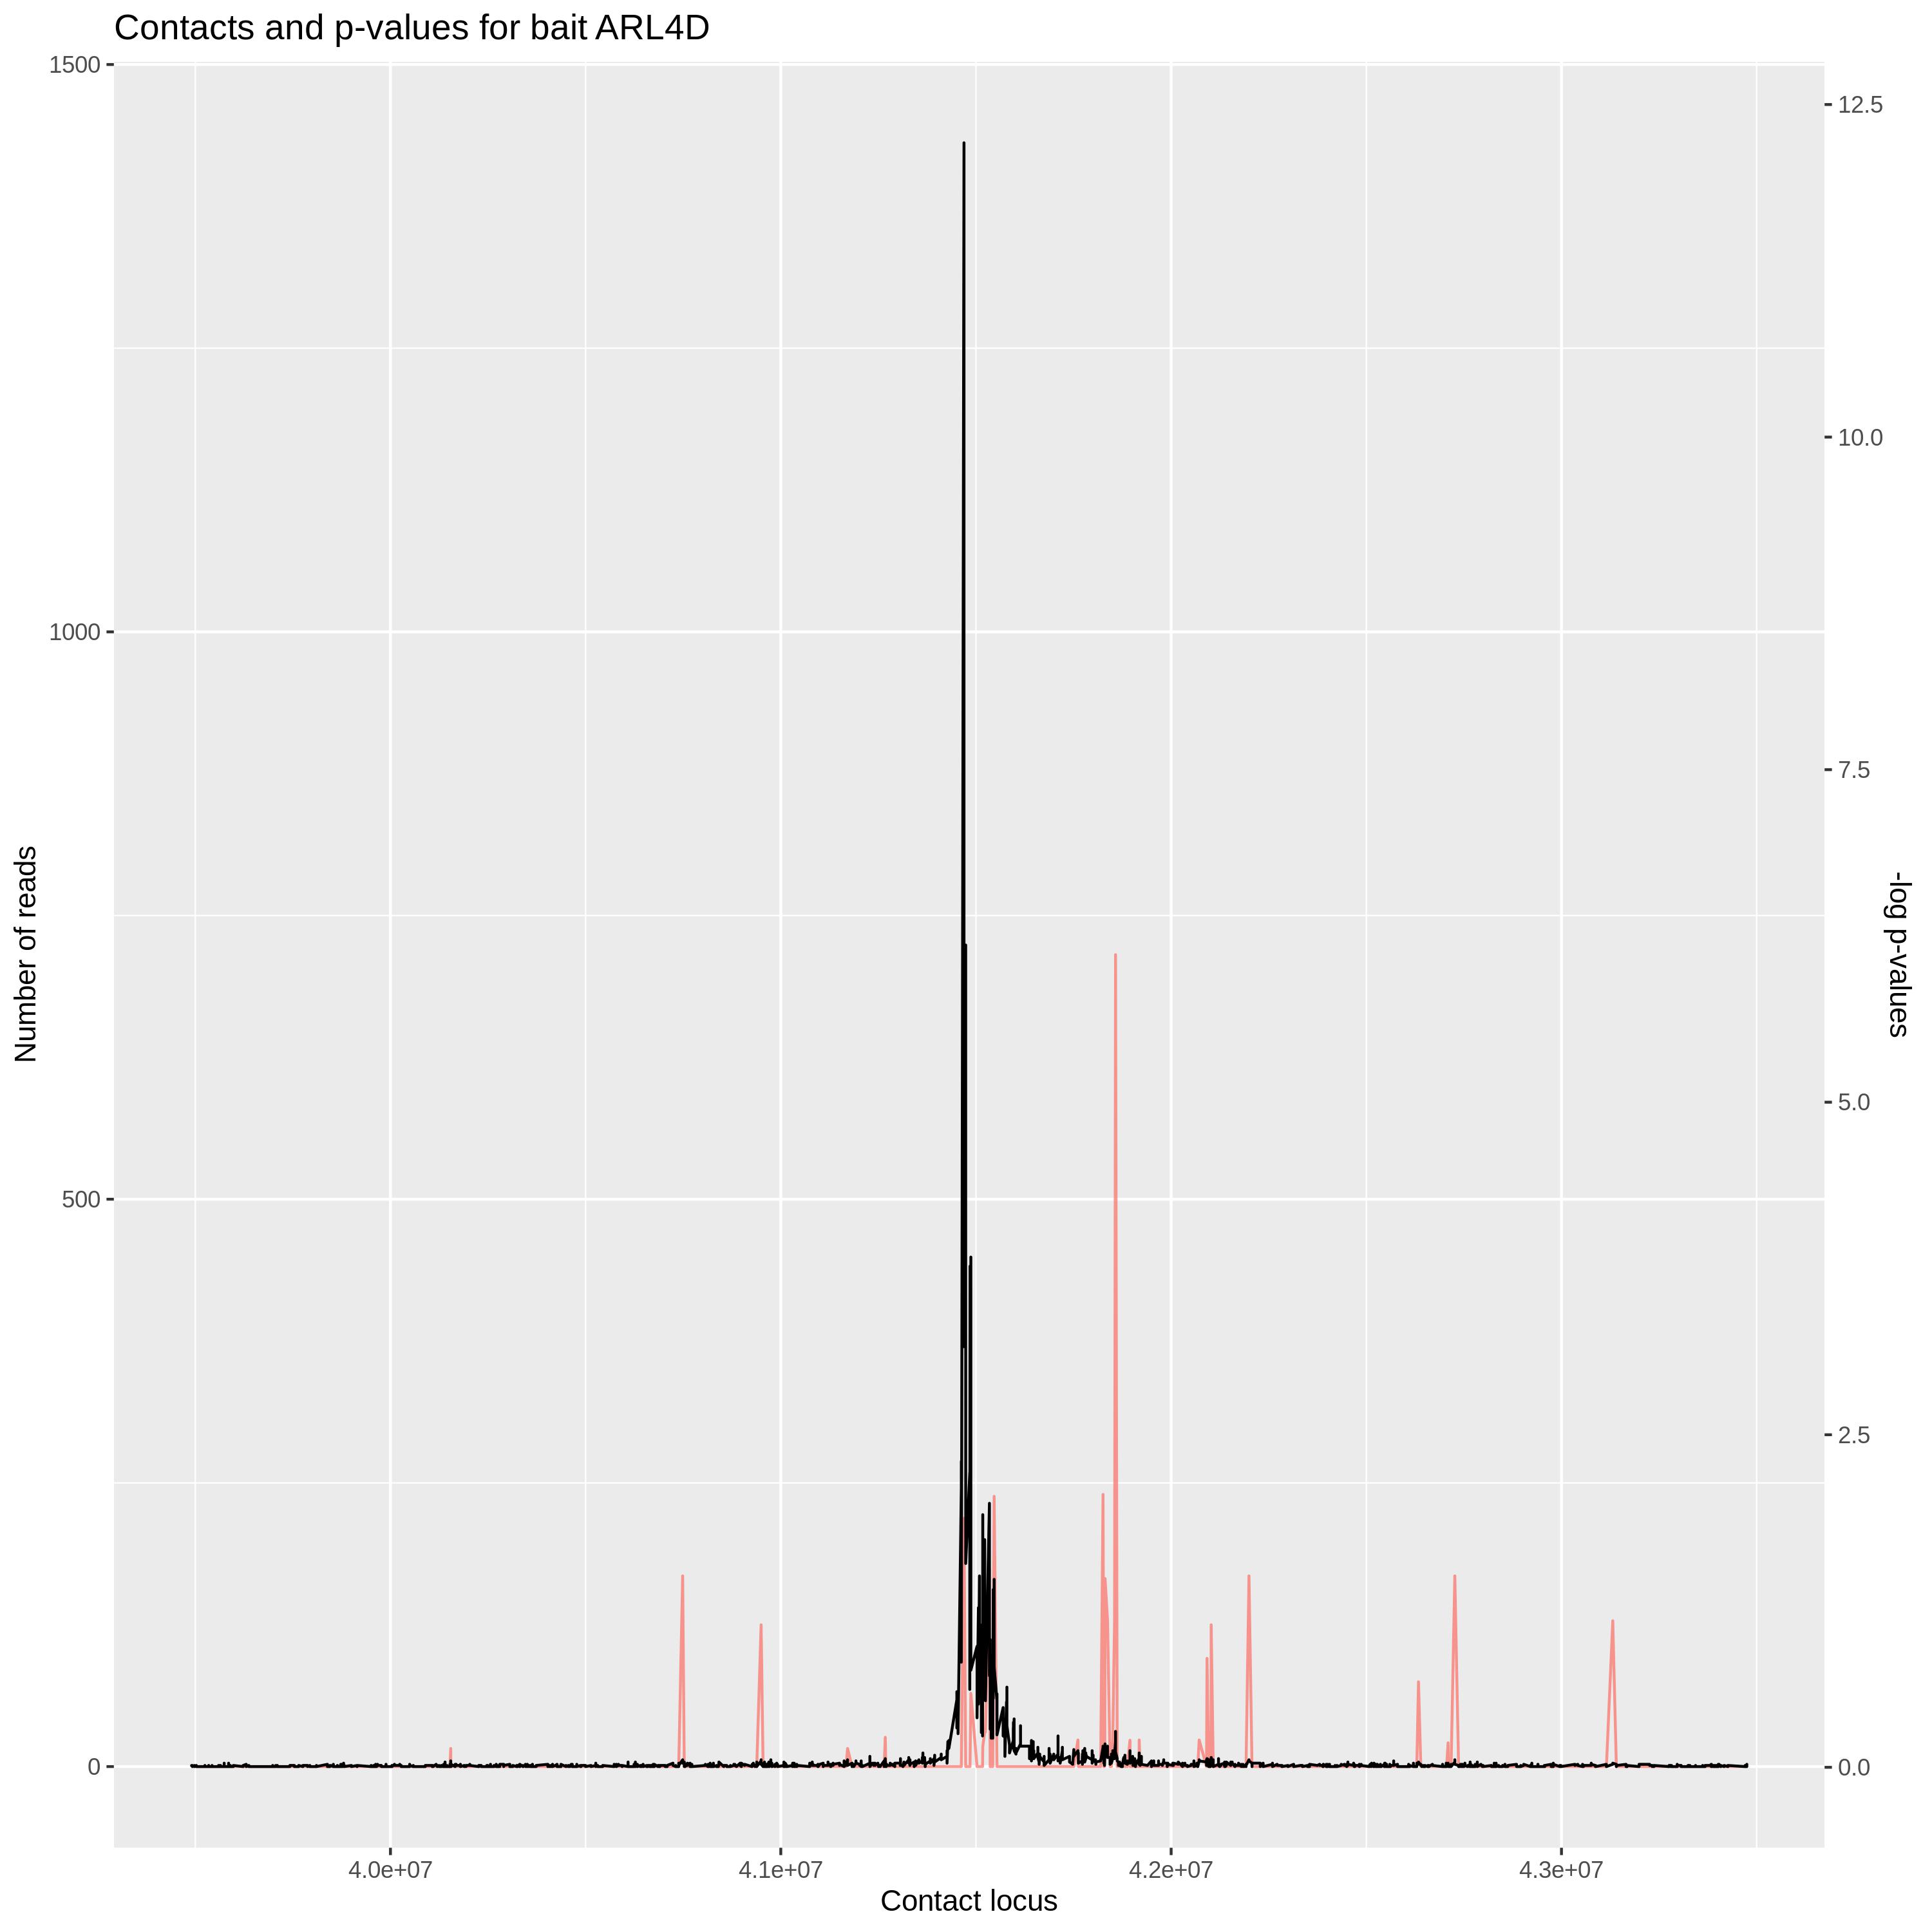 Contacts and p-values for bait ARL4D
1500
1000
500
0
Number of reads
12.5
10.0
7.5
5.0
2.5
0.0
-log p-values
4.0e+07
4.1e+07
4.2e+07
4.3e+07
Contact locus